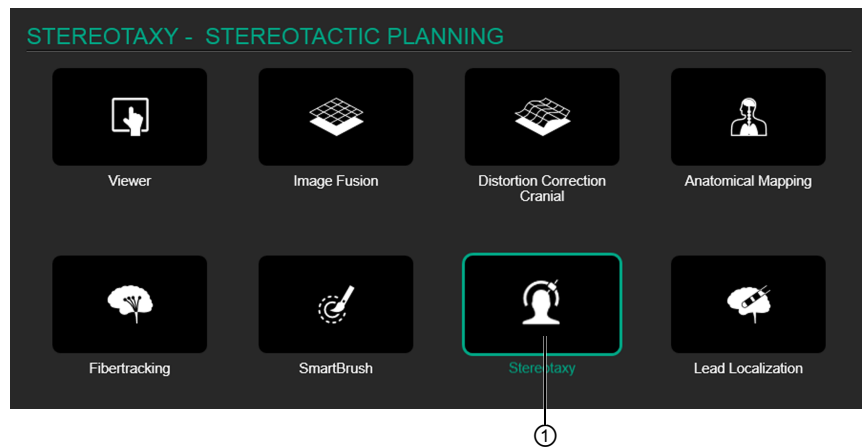 STEREOTAXY - STEREOTACTIC PLANNING
Viewer
Image Fusion
Distortion Correction
Cranial
Anatomical Mapping
Fibertracking
SmartBrush
Stereotaxy
Lead Localization
1